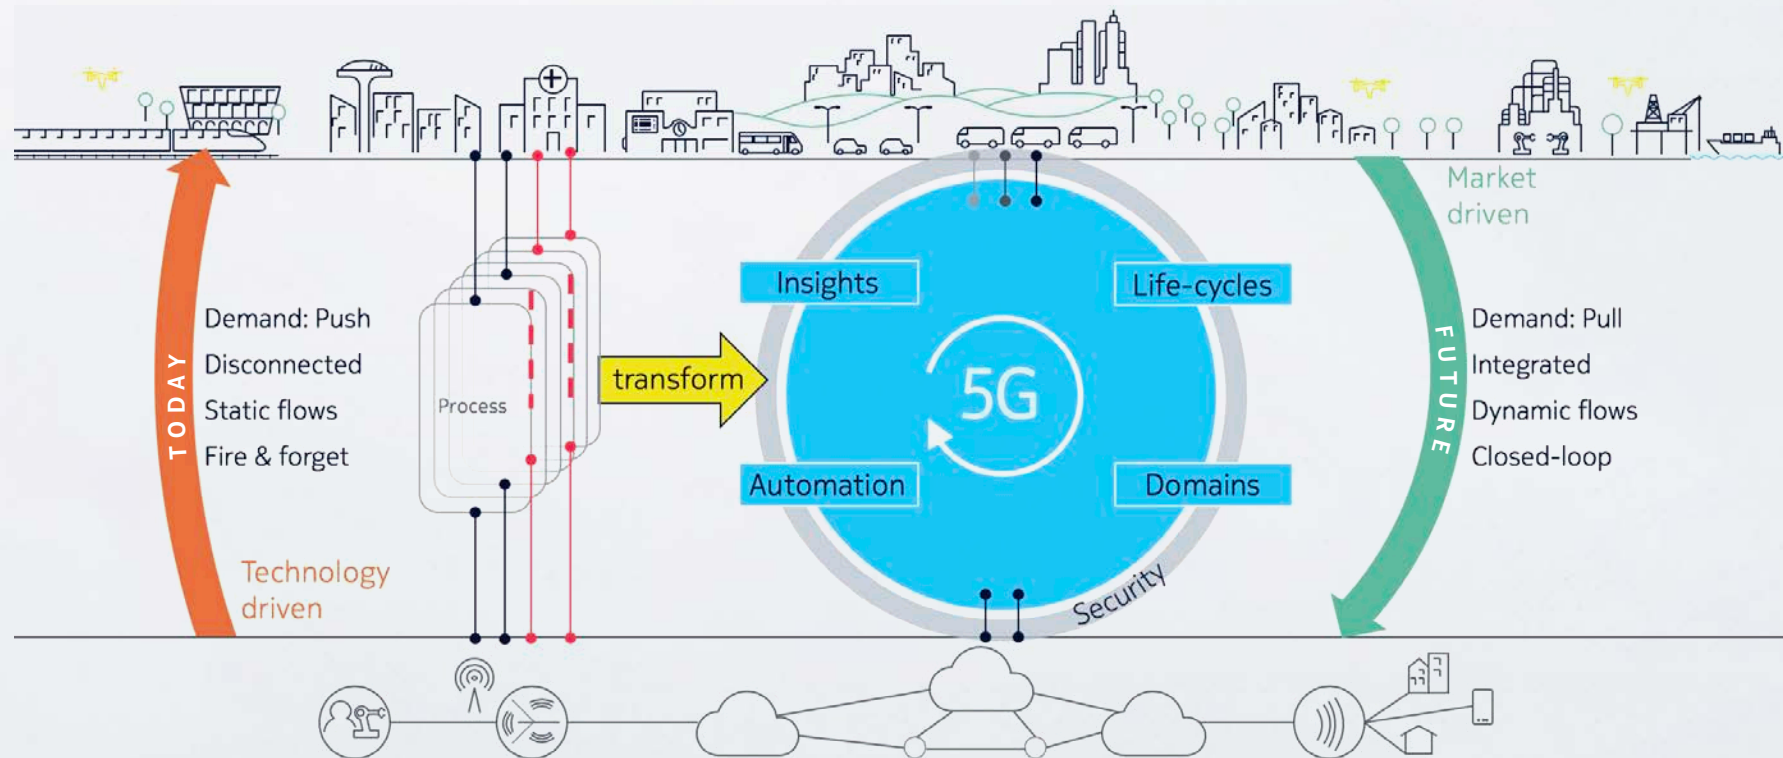 TODAY
Demand: Push
Disconnected
Static flows
Fire & forget
Technology
driven
Process
transform
Insights
Life-cycles
5G
Automation
Domains
Security
Market
driven
FUTURE
Demand: Pull
Integrated
Dynamic flows
Closed-loop